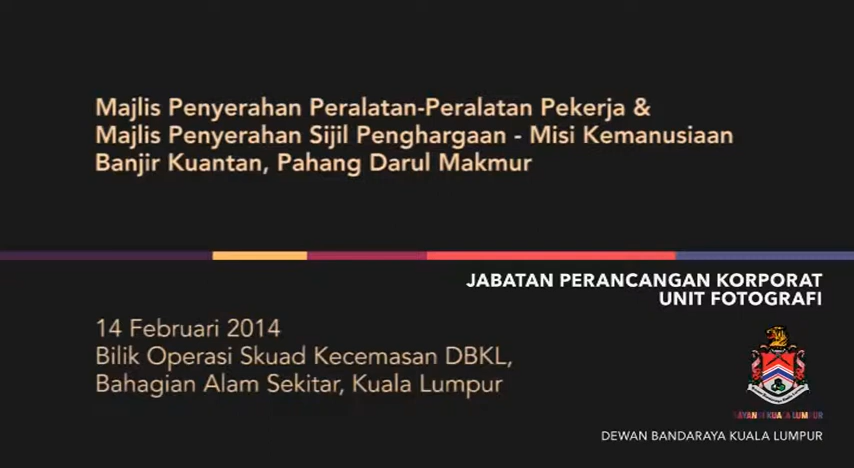 Majlis Penyerahan Peralatan-Peralatan Pekerja &
Majlis Penyerahan Sijil Penghargaan - Misi Kemanusiaan
Banjir Kuantan, Pahang Darul Makmur
JABATAN PERANCANGAN KORPORAT
UNIT FOTOGRAFI
14 Februari 2014
Bilik Operasi Skuad Kecemasan DBKL,
Bahagian Alam Sekitar, Kuala Lumpur
KUALA LUMPUR
DEWAN BANDARAYA KUALA LUMPUR